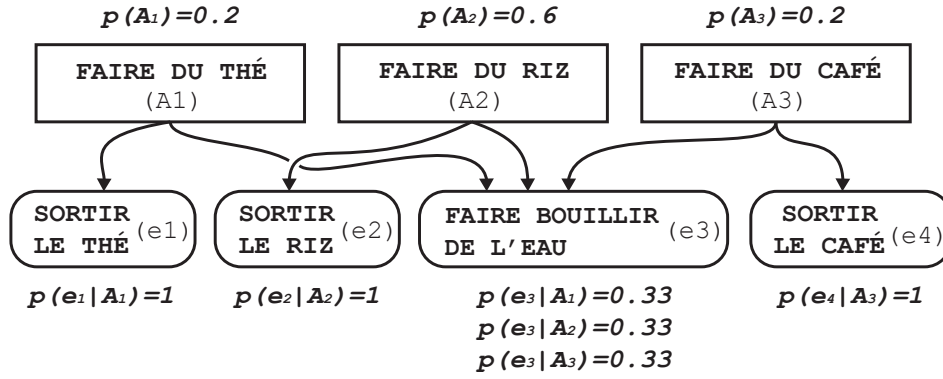 p(A₁)=0.2 p(A₂)=0.6 p(A₃)=0.2
FAIRE DU THÉ FAIRE DU RIZ FAIRE DU CAFÉ
(A1) (A2) (A3)
SORTIR
LE THÉ (e1)
SORTIR
LE RIZ (e2)
FAIRE BOUILLIR
DE L'EAU (e3)
SORTIR
LE CAFÉ (e4)
p(e₁|A₁)=1 p(e₂|A₂)=1 p(e₃|A₁)=0.33 p(e₄|A₃)=1
p(e₃|A₂)=0.33
p(e₃|A₃)=0.33